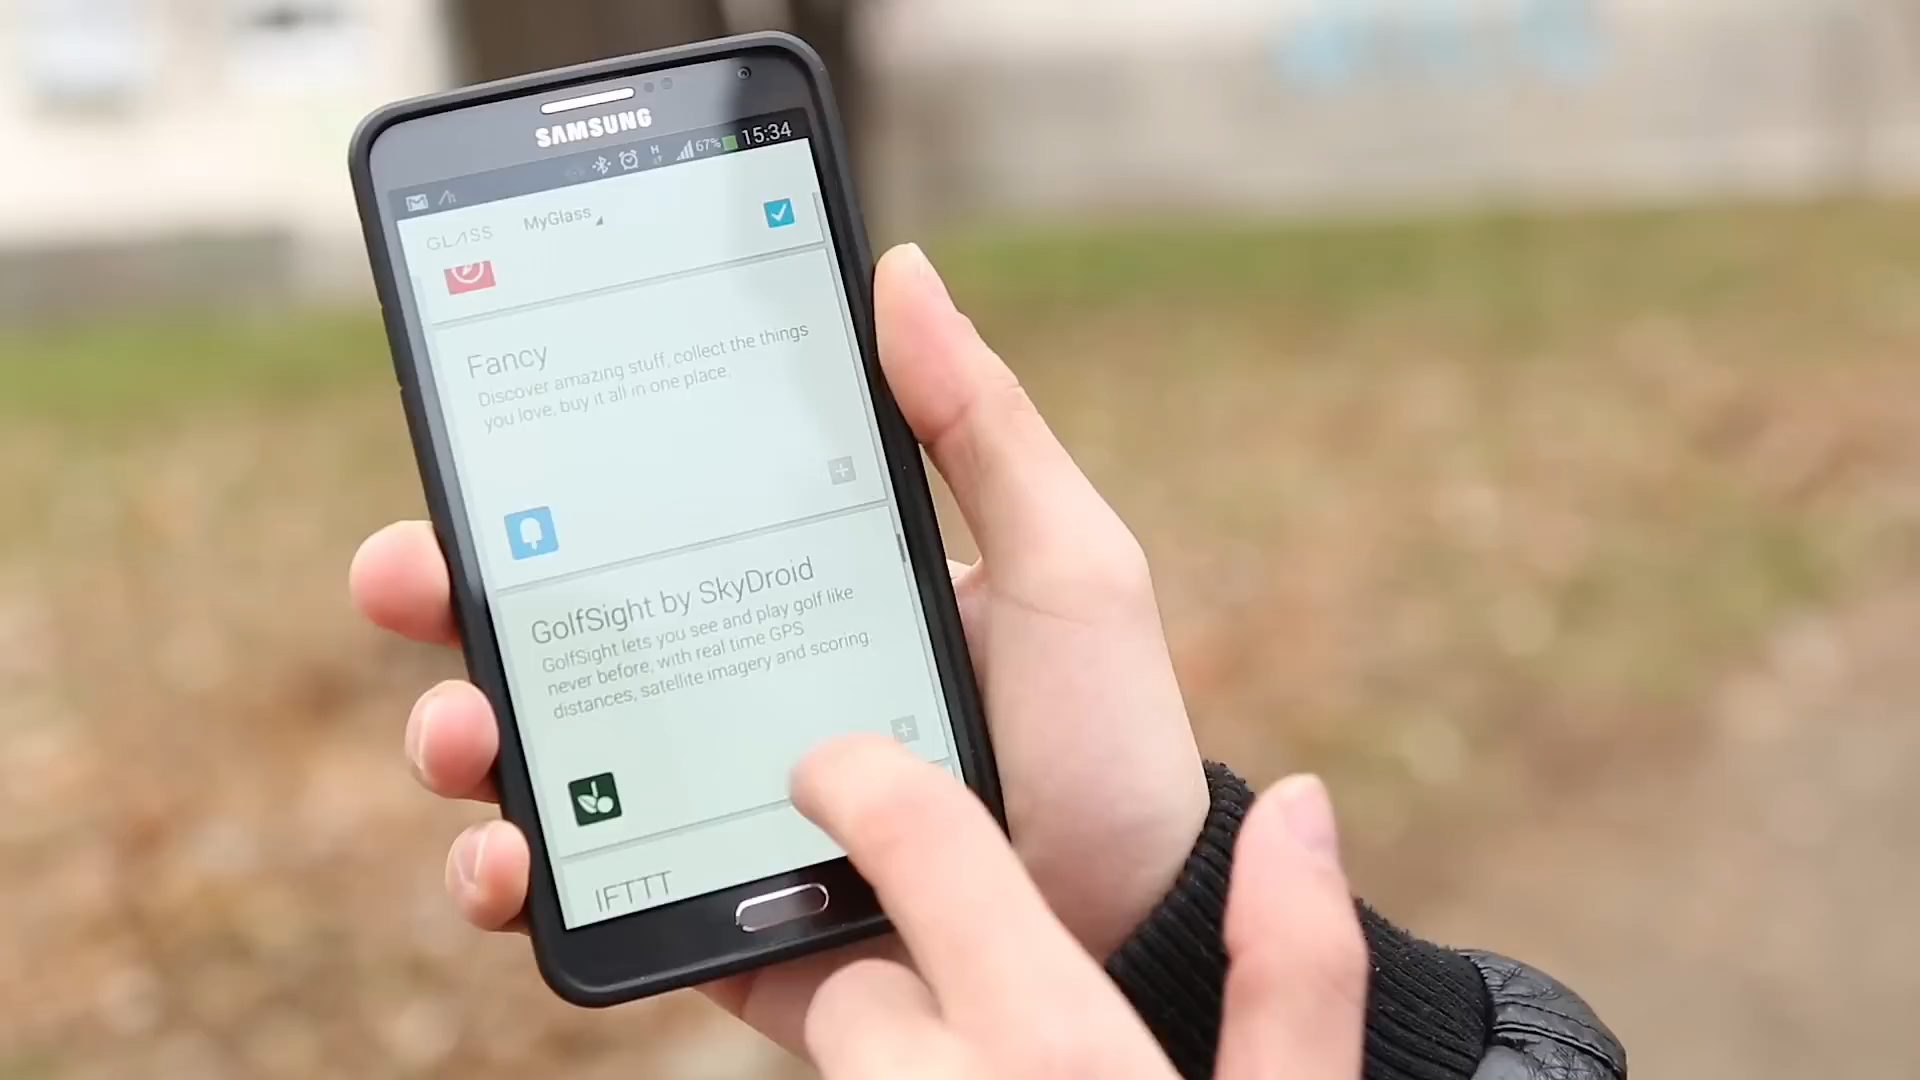 SAMSUNG
H
67%
15:34
GLASS
MyGlass
Fancy
Discover amazing stuff, collect the things
you love, buy it all in one place.
GolfSight by SkyDroid
GolfSight lets you see and play golf like
never before, with real time GPS
distances, satellite imagery and scoring.
IFTTT